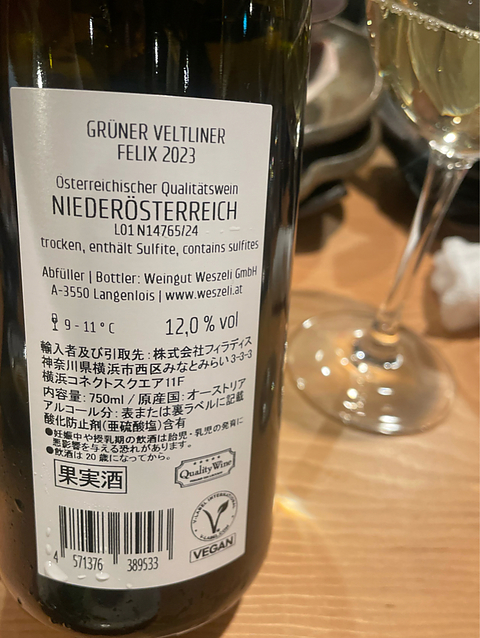 GRÜNER VELTLINER
FELIX 2023
Österreichischer Qualitätswein
NIEDERÖSTERREICH
L01 N14765/24
trocken, enthält Sulfite, contains sulfites
Abfüller | Bottler: Weingut Weszeli GmbH
A-3550 Langenlois | www.weszeli.at
9 - 11° C 12,0 % vol
輸入者及び引取先：株式会社フィラディス
神奈川県横浜市西区みなとみらい3-3-3
横浜コネクトスクエア11F
内容量：750ml / 原産国：オーストリア
アルコール分：表または裏ラベルに記載
酸化防止剤(亜硫酸塩)含有
●妊娠中や授乳期の飲酒は胎児・乳児の発育に
悪影響を与える恐れがあります。
●飲酒は20歳になってから。
果実酒
Quality Wine
V-LABEL INTERNATIONAL
VEGAN
4 571376 389533